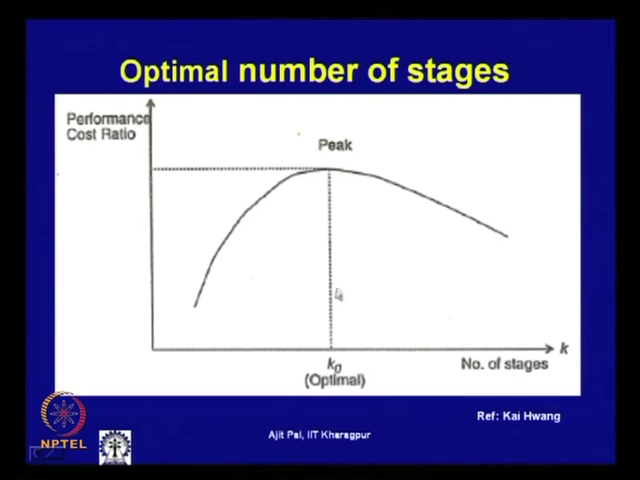 Optimal number of stages
Performance
Cost Ratio
Peak
k
k0
(Optimal)
No. of stages
Ref: Kai Hwang
NPTEL
Ajit Pal, IIT Kharagpur